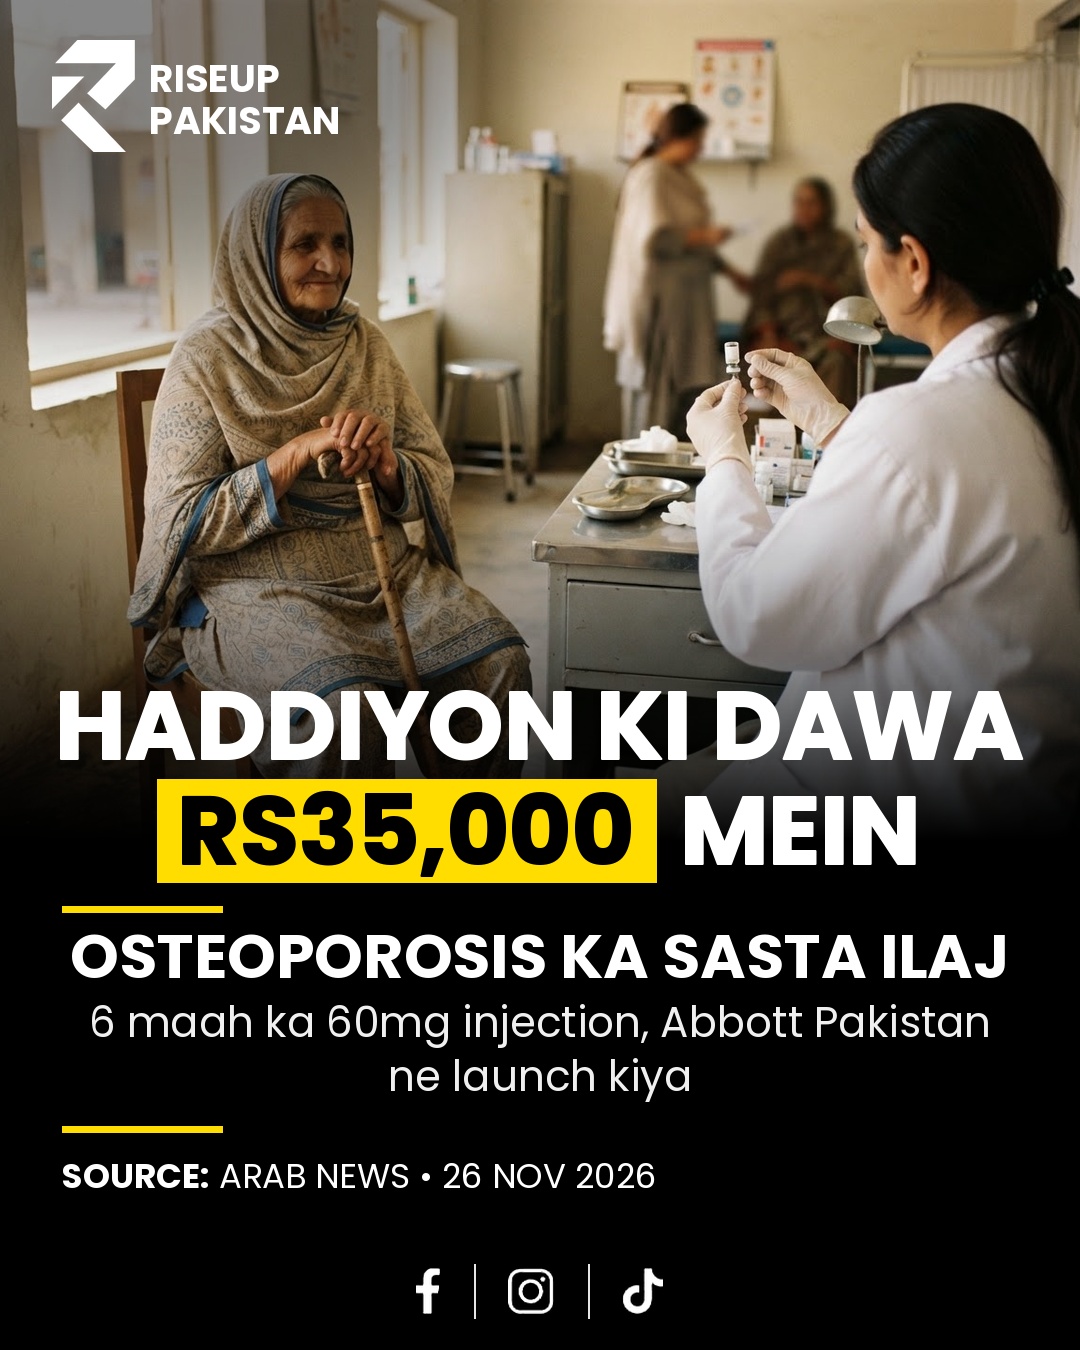 RISEUP
PAKISTAN
HADDIYON KI DAWA
RS35,000 MEIN
OSTEOPOROSIS KA SASTA ILAJ
6 maah ka 60mg injection, Abbott Pakistan
ne launch kiya
SOURCE: ARAB NEWS • 26 NOV 2026